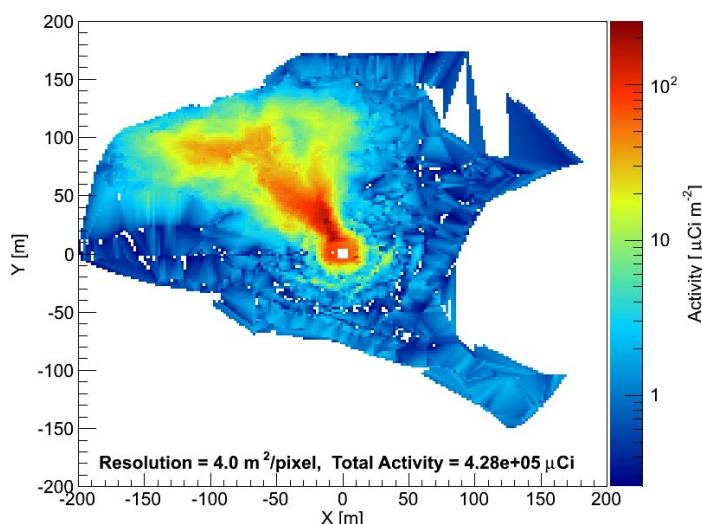 200
150
100
50
0
-50
-100
-150
-200
Y [m]
Resolution = 4.0 m²/pixel, Total Activity = 4.28e+05 μCi
-200 -150 -100 -50 0 50 100 150 200
X [m]
10²
10
1
Activity [ μCi m⁻²]